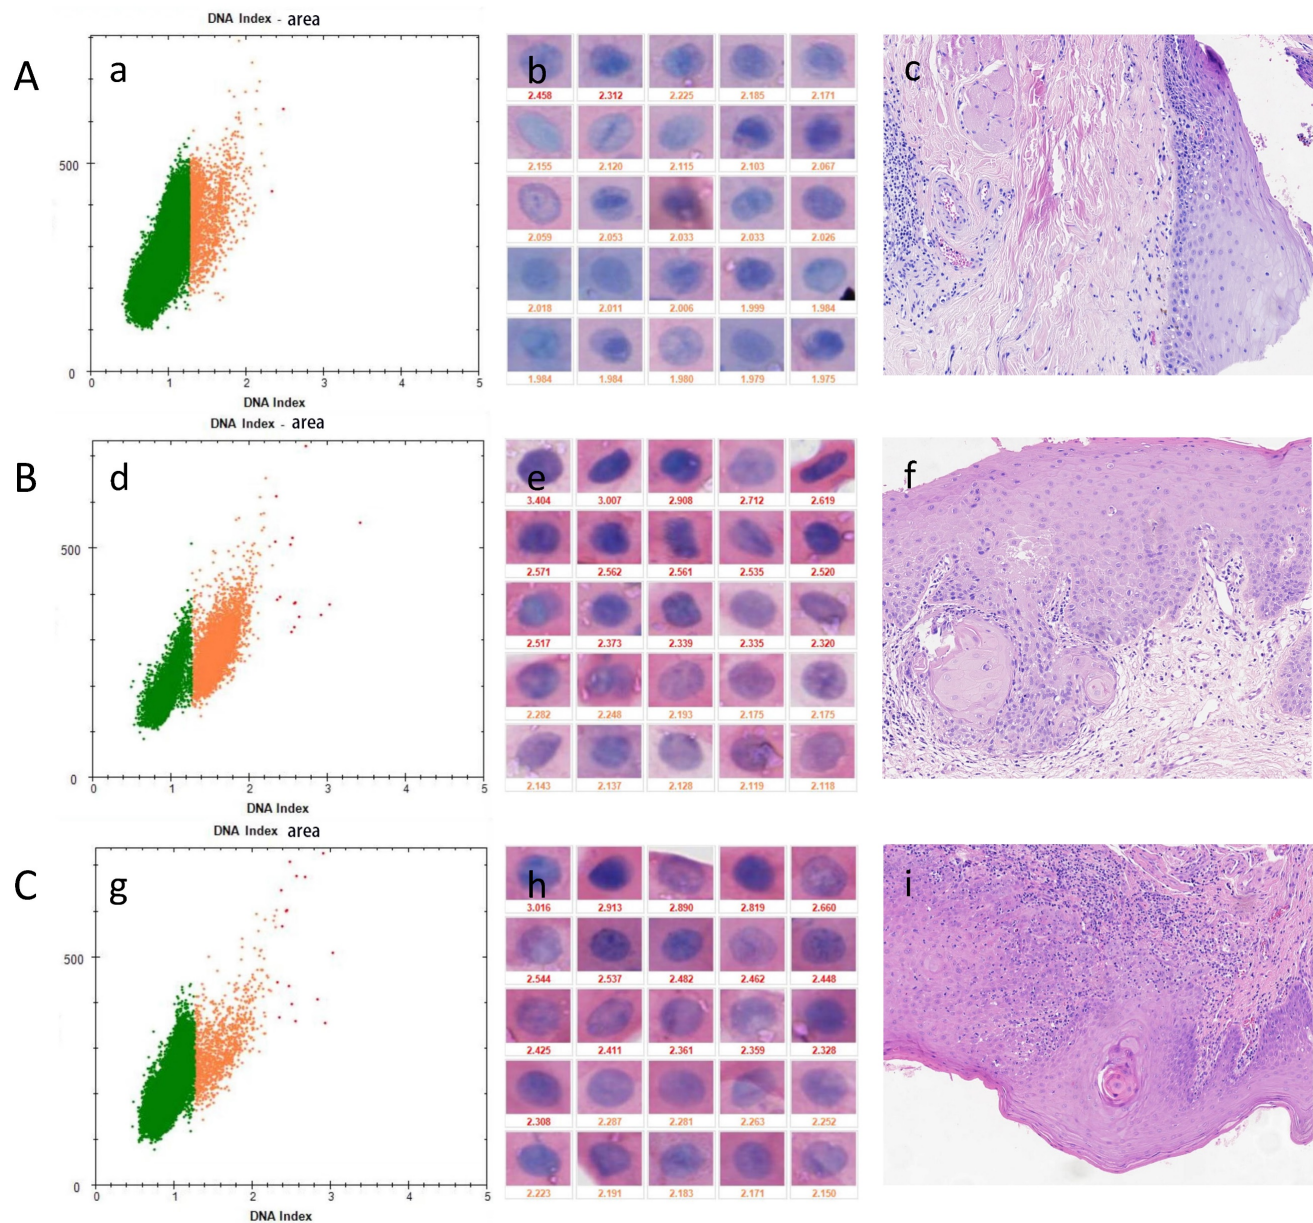 DNA Index - area
A
a
b
c
500
0
0 1 2 3 4 5
DNA Index
2.458 2.312 2.225 2.185 2.171
2.155 2.120 2.115 2.103 2.067
2.059 2.053 2.033 2.033 2.026
2.018 2.011 2.006 1.999 1.984
1.984 1.984 1.980 1.979 1.975
DNA Index - area
B
d
e
f
500
0
0 1 2 3 4 5
DNA Index
3.404 3.007 2.908 2.712 2.619
2.571 2.562 2.561 2.535 2.520
2.517 2.373 2.339 2.335 2.320
2.282 2.248 2.193 2.175 2.175
2.143 2.137 2.128 2.119 2.118
DNA Index area
C
g
h
i
500
0
0 1 2 3 4 5
DNA Index
3.016 2.913 2.890 2.819 2.660
2.544 2.537 2.482 2.462 2.448
2.425 2.411 2.361 2.359 2.328
2.308 2.287 2.281 2.263 2.252
2.223 2.191 2.183 2.171 2.150